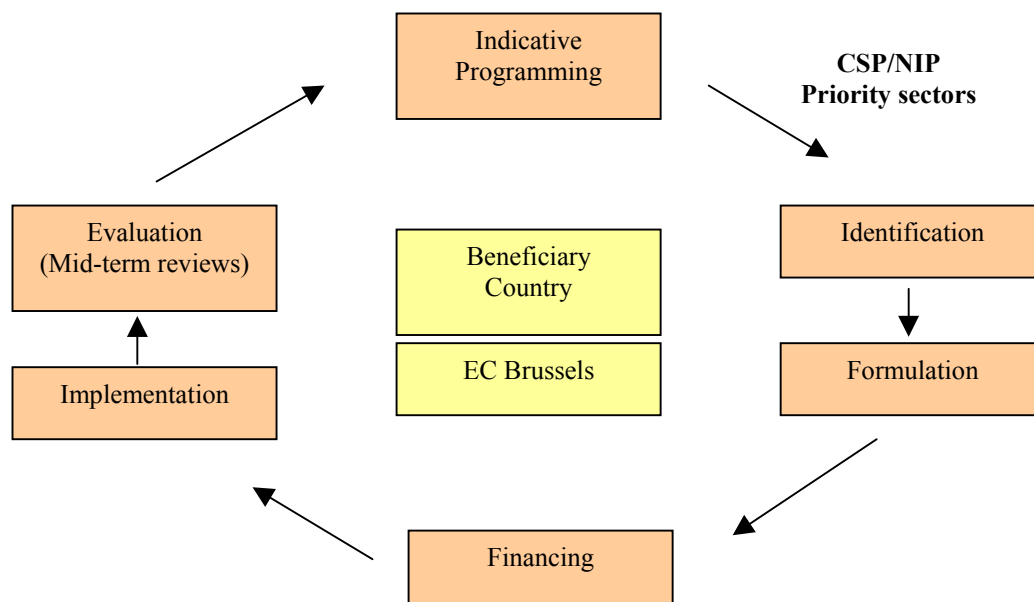 Indicative
Programming
CSP/NIP
Priority sectors
Evaluation
(Mid-term reviews)
Beneficiary
Country
Identification
Implementation
EC Brussels
Formulation
Financing